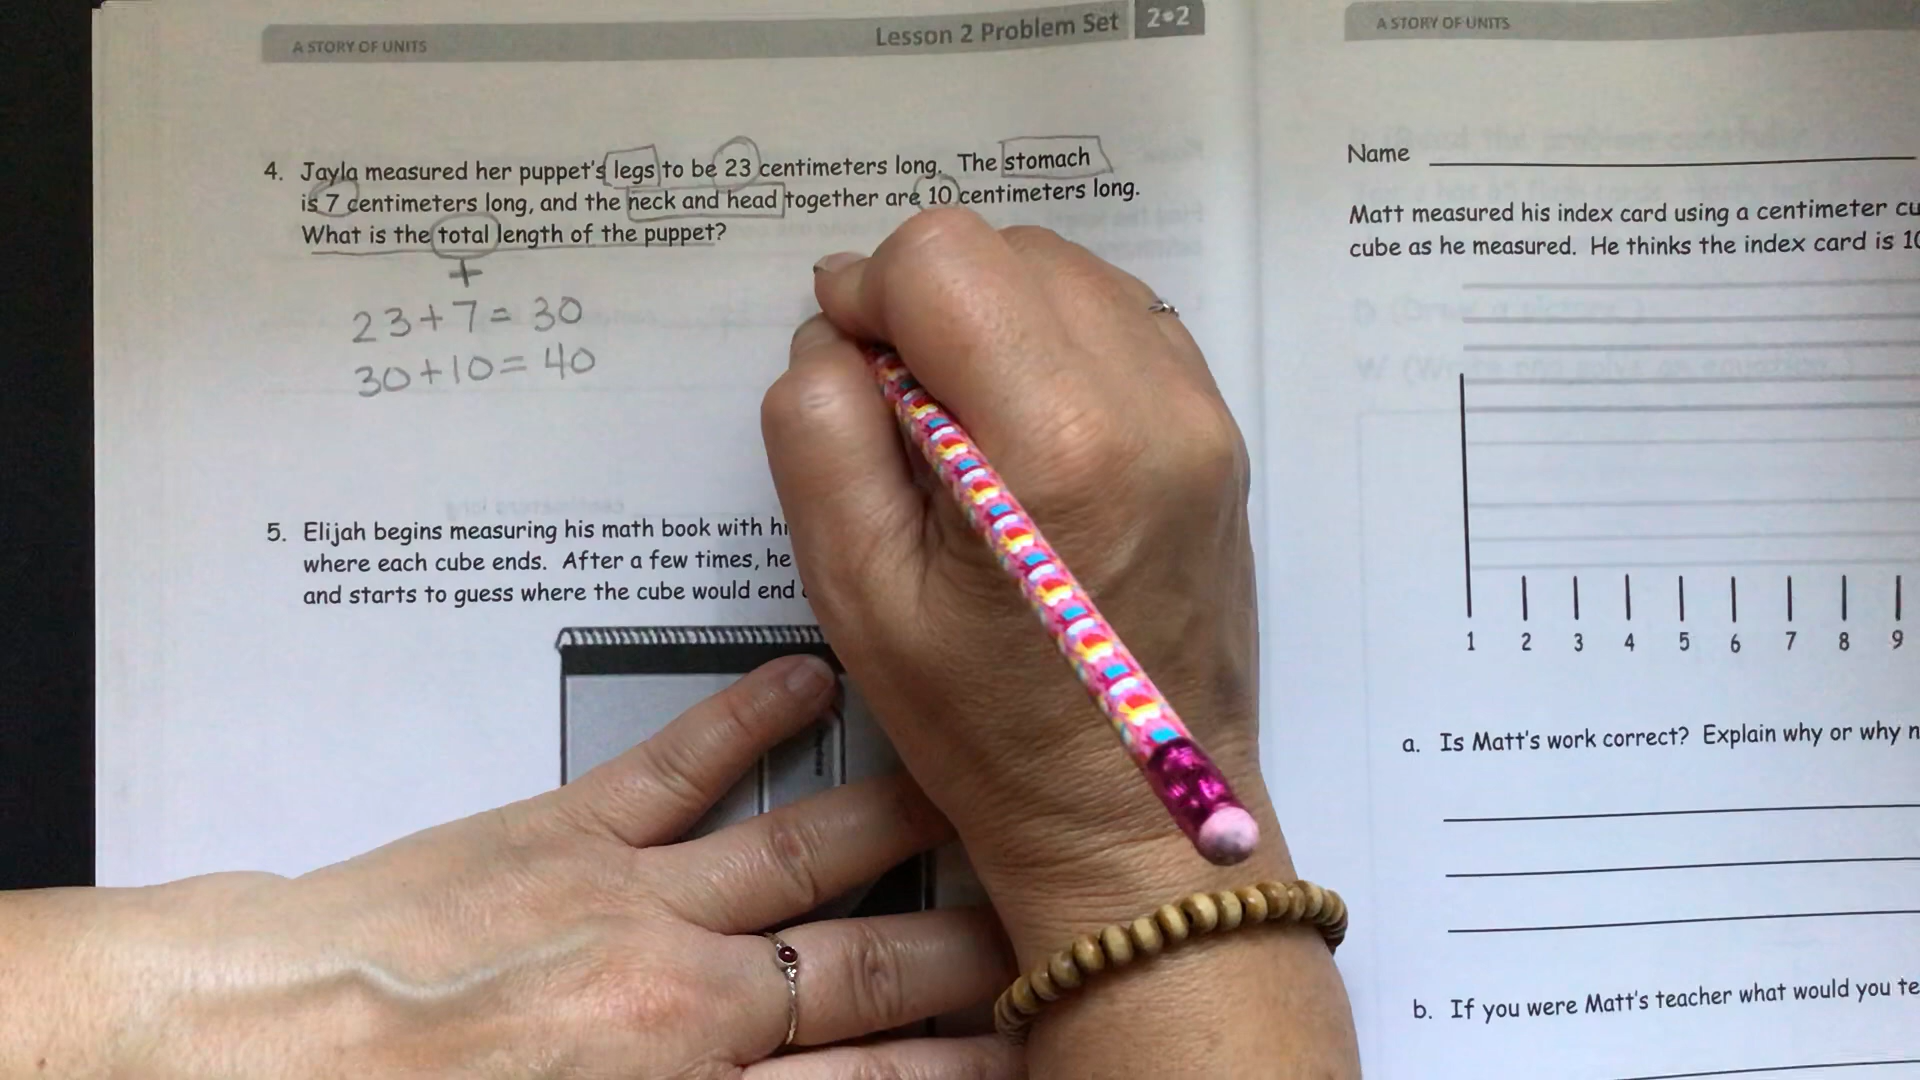 A STORY OF UNITS
Lesson 2 Problem Set 2•2
4. Jayla measured her puppet's legs to be 23 centimeters long. The stomach
is 7 centimeters long, and the neck and head together are 10 centimeters long.
What is the total length of the puppet?
+
23+7=30
30+10=40
5. Elijah begins measuring his math book with
where each cube ends. After a few times, he
and starts to guess where the cube would end
A STORY OF UNITS
Name
Matt measured his index card using a centimeter
cube as he measured. He thinks the index card is
1 2 3 4 5 6 7 8 9
a. Is Matt's work correct? Explain why or why
b. If you were Matt's teacher what would you